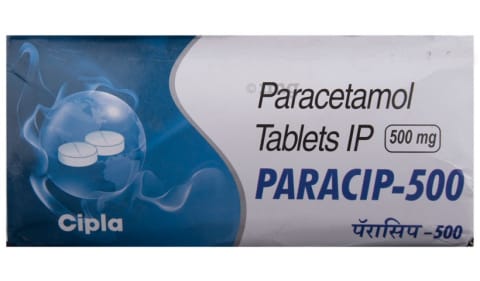 Paracetamol
Tablets IP 500 mg
PARACIP-500
पॅरासिप -500
Cipla